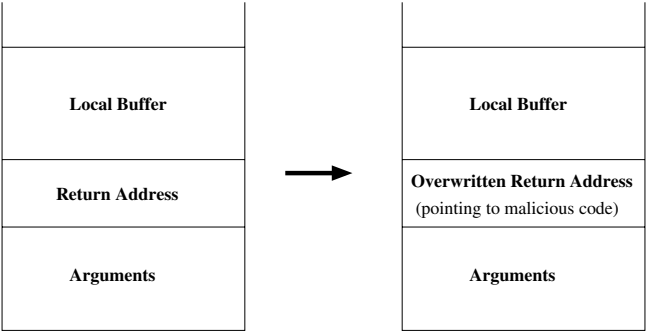 Local Buffer
Return Address
Arguments
Local Buffer
Overwritten Return Address
(pointing to malicious code)
Arguments